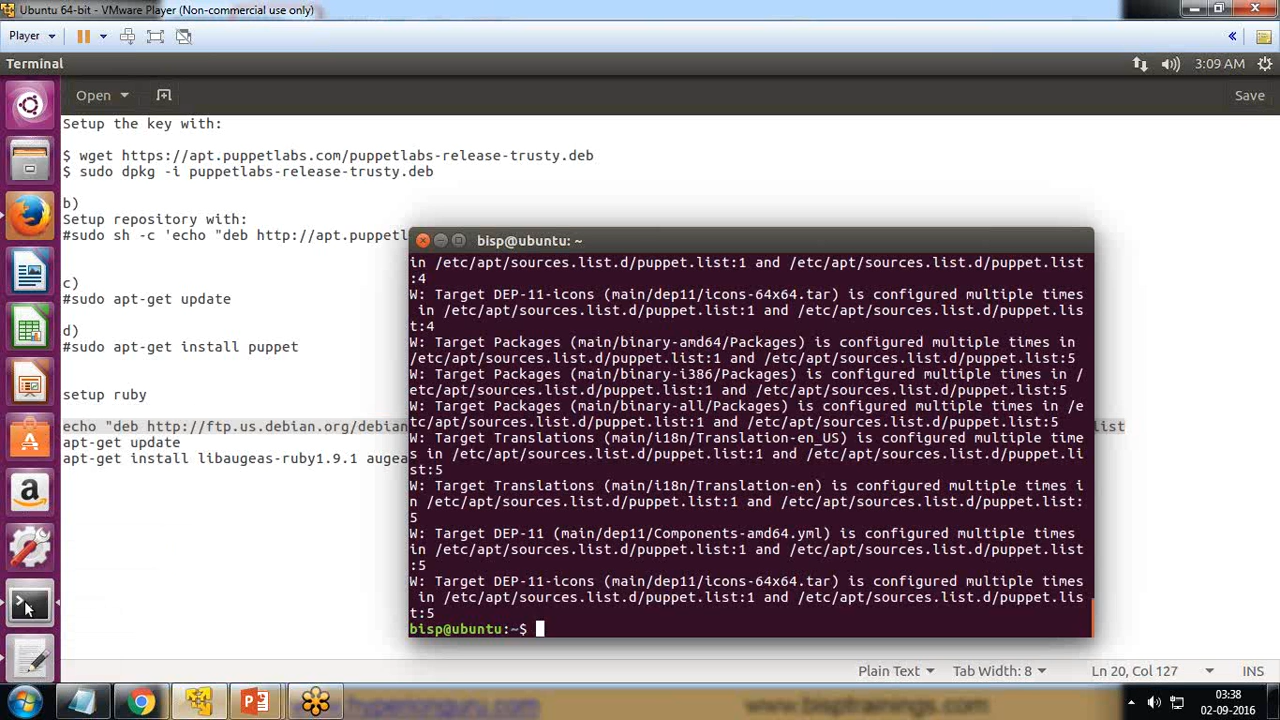 Ubuntu 64-bit - VMware Player (Non-commercial use only)
Player
Terminal
3:09 AM
Open
Save
Setup the key with:
$ wget https://apt.puppetlabs.com/puppetlabs-release-trusty.deb
$ sudo dpkg -i puppetlabs-release-trusty.deb
b)
Setup repository with:
#sudo sh -c 'echo "deb http://apt.puppetl
c)
#sudo apt-get update
d)
#sudo apt-get install puppet
setup ruby
echo "deb http://ftp.us.debian.org/debian
list
apt-get update
apt-get install libaugeas-ruby1.9.1 augea
bisp@ubuntu: ~
in /etc/apt/sources.list.d/puppet.list:1 and /etc/apt/sources.list.d/puppet.list
:4
W: Target DEP-11-icons (main/dep11/icons-64x64.tar) is configured multiple times
in /etc/apt/sources.list.d/puppet.list:1 and /etc/apt/sources.list.d/puppet.lis
t:4
W: Target Packages (main/binary-amd64/Packages) is configured multiple times in
/etc/apt/sources.list.d/puppet.list:1 and /etc/apt/sources.list.d/puppet.list:5
W: Target Packages (main/binary-i386/Packages) is configured multiple times in /
etc/apt/sources.list.d/puppet.list:1 and /etc/apt/sources.list.d/puppet.list:5
W: Target Packages (main/binary-all/Packages) is configured multiple times in /e
tc/apt/sources.list.d/puppet.list:1 and /etc/apt/sources.list.d/puppet.list:5
W: Target Translations (main/i18n/Translation-en_US) is configured multiple time
s in /etc/apt/sources.list.d/puppet.list:1 and /etc/apt/sources.list.d/puppet.li
st:5
W: Target Translations (main/i18n/Translation-en) is configured multiple times i
n /etc/apt/sources.list.d/puppet.list:1 and /etc/apt/sources.list.d/puppet.list:
5
W: Target DEP-11 (main/dep11/Components-amd64.yml) is configured multiple times
in /etc/apt/sources.list.d/puppet.list:1 and /etc/apt/sources.list.d/puppet.list
:5
W: Target DEP-11-icons (main/dep11/icons-64x64.tar) is configured multiple times
in /etc/apt/sources.list.d/puppet.list:1 and /etc/apt/sources.list.d/puppet.lis
t:5
bisp@ubuntu:~$
Plain Text
Tab Width: 8
Ln 20, Col 127
INS
03:38
02-09-2016